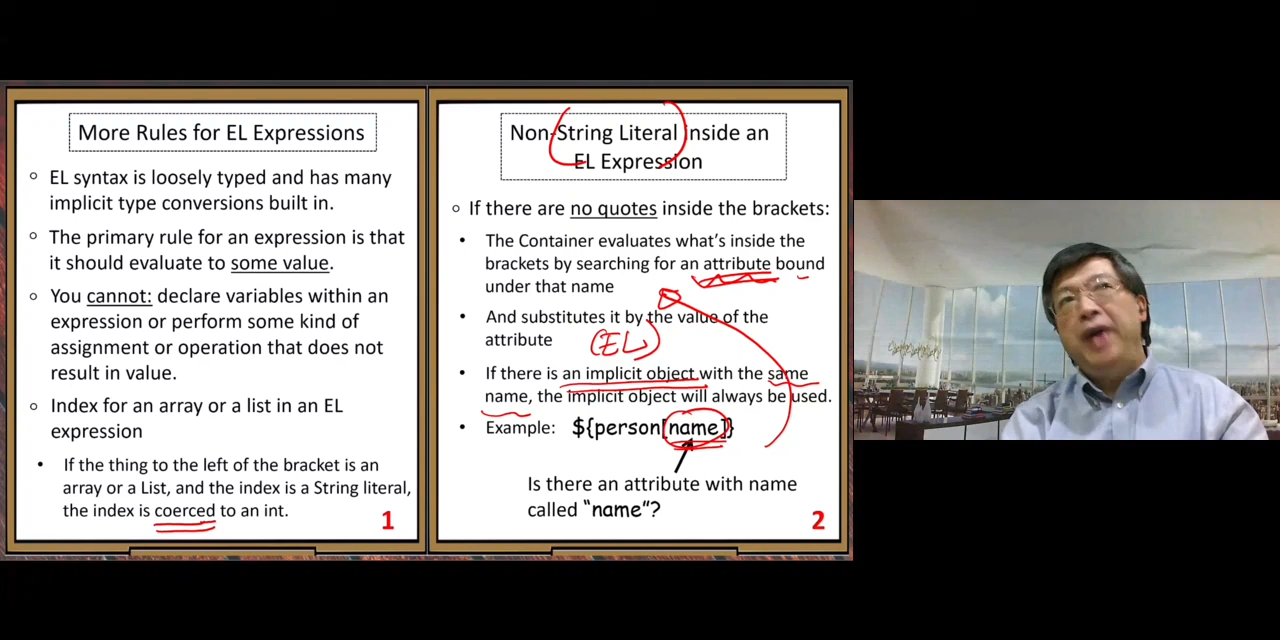 More Rules for EL Expressions
EL syntax is loosely typed and has many
implicit type conversions built in.
The primary rule for an expression is that
it should evaluate to some value.
You cannot: declare variables within an
expression or perform some kind of
assignment or operation that does not
result in value.
Index for an array or a list in an EL
expression
If the thing to the left of the bracket is an
array or a List, and the index is a String literal,
the index is coerced to an int.
1
Non-String Literal inside an
EL Expression
If there are no quotes inside the brackets:
The Container evaluates what's inside the
brackets by searching for an attribute bound
under that name
And substitutes it by the value of the
attribute
(EL)
If there is an implicit object with the same
name, the implicit object will always be used.
Example: ${person[name]}
Is there an attribute with name
called “name”?
2